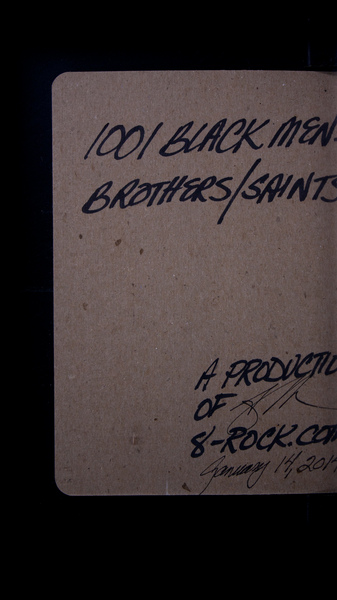 1001 BLACK MEN
BROTHERS/SAINTS
A PRODUCTIO
OF
8-ROCK.COM
January 14, 201